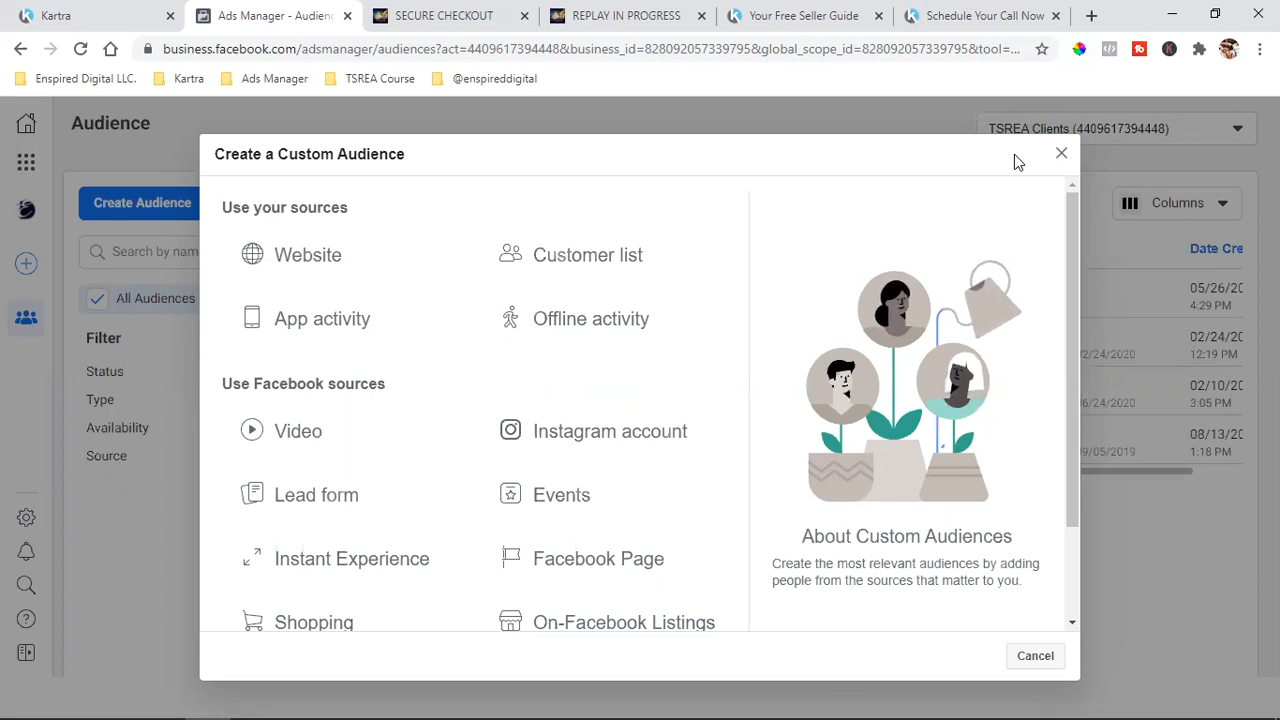 Kartra
Ads Manager - Audienc
SECURE CHECKOUT
REPLAY IN PROGRESS
Your Free Seller Guide
Schedule Your Call Now
business.facebook.com/adsmanager/audiences?act=4409617394448&business_id=828092057339795&global_scope_id=828092057339795&tool=...
Enspired Digital LLC.
Kartra
Ads Manager
TSREA Course
@enspireddigital
Audience
TSREA Clients (4409617394448)
Create a Custom Audience
Create Audience
Columns
Search by nam
Date Cre
All Audiences
Filter
Status
Type
Availability
Source
05/26/20
4:29 PM
02/24/20
2/24/2020
12:19 PM
02/10/20
6/24/2020
3:05 PM
08/13/20
9/05/2019
1:18 PM
Use your sources
Website
Customer list
App activity
Offline activity
Use Facebook sources
Video
Instagram account
Lead form
Events
Instant Experience
Facebook Page
Shopping
On-Facebook Listings
About Custom Audiences
Create the most relevant audiences by adding
people from the sources that matter to you.
Cancel